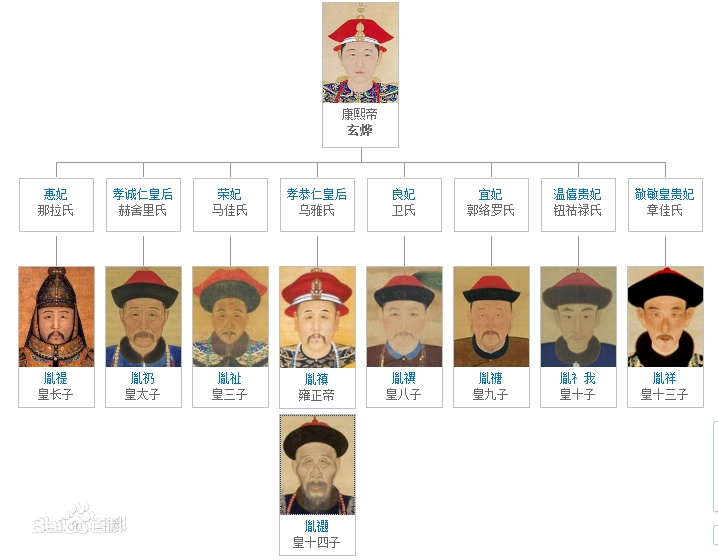 康熙帝
玄烨
惠妃
那拉氏
孝诚仁皇后
赫舍里氏
荣妃
马佳氏
孝恭仁皇后
乌雅氏
良妃
卫氏
宜妃
郭络罗氏
温僖贵妃
钮祜禄氏
敬敏皇贵妃
章佳氏
胤禔
皇长子
胤礽
皇太子
胤祉
皇三子
胤禛
雍正帝
胤禩
皇八子
胤禟
皇九子
胤礻我
皇十子
胤祥
皇十三子
胤禵
皇十四子
Baidu百科